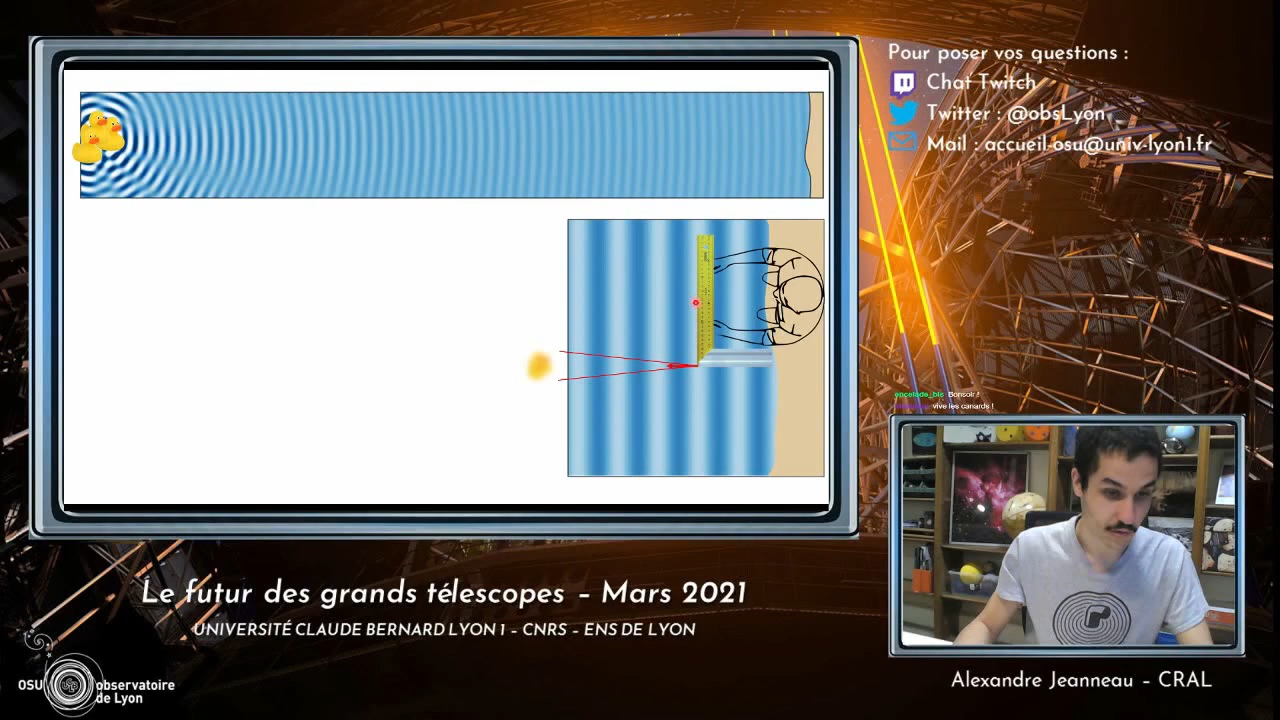 Pour poser vos questions :
Chat Twitch
Twitter : @obsLyon
Mail : accueil-osu@univ-lyon1.fr
encelade_bis Bonsoir !
vive les canards !
Le futur des grands télescopes – Mars 2021
UNIVERSITÉ CLAUDE BERNARD LYON 1 – CNRS – ENS DE LYON
OSU observatoire
de Lyon
Alexandre Jeanneau – CRAL